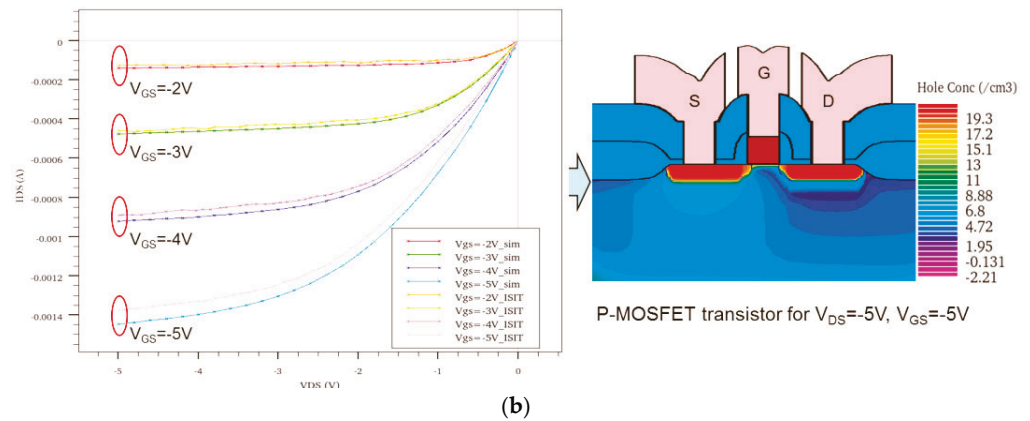 0
-0.0002
-0.0004
-0.0006
-0.0008
-0.001
-0.0012
-0.0014
IDS (A)
VGS=-2V
VGS=-3V
VGS=-4V
VGS=-5V
Vgs=-2V_sim
Vgs=-3V_sim
Vgs=-4V_sim
Vgs=-5V_sim
Vgs=-2V_ISIT
Vgs=-3V_ISIT
Vgs=-4V_ISIT
Vgs=-5V_ISIT
-5 -4 -3 -2 -1 0
VDS (V)
S G D
Hole Conc (/cm3)
19.3
17.2
15.1
13
11
8.88
6.8
4.72
1.95
-0.131
-2.21
P-MOSFET transistor for VDS=-5V, VGS=-5V
(b)